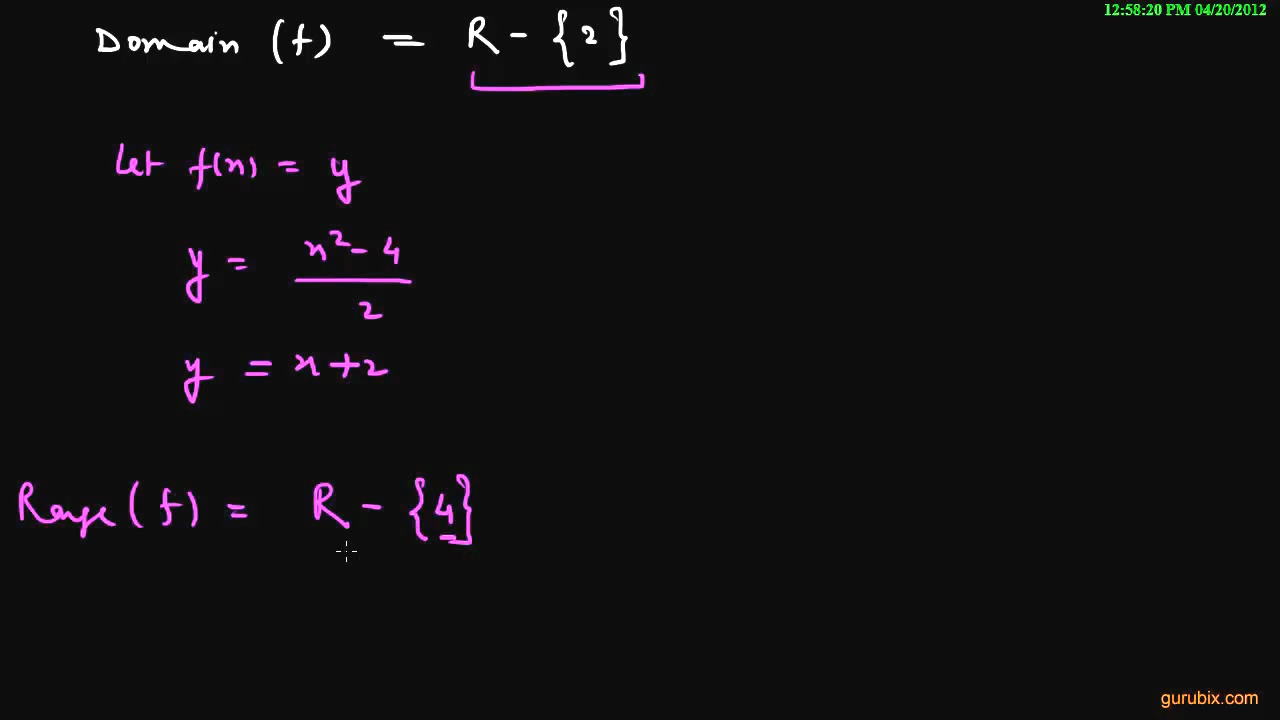 12:58:20 PM 04/20/2012
Domain (f) = R - {2}
Let f(x) = y
y = x² - 4
2
y = x + 2
Range (f) = R - {4}
gurubix.com